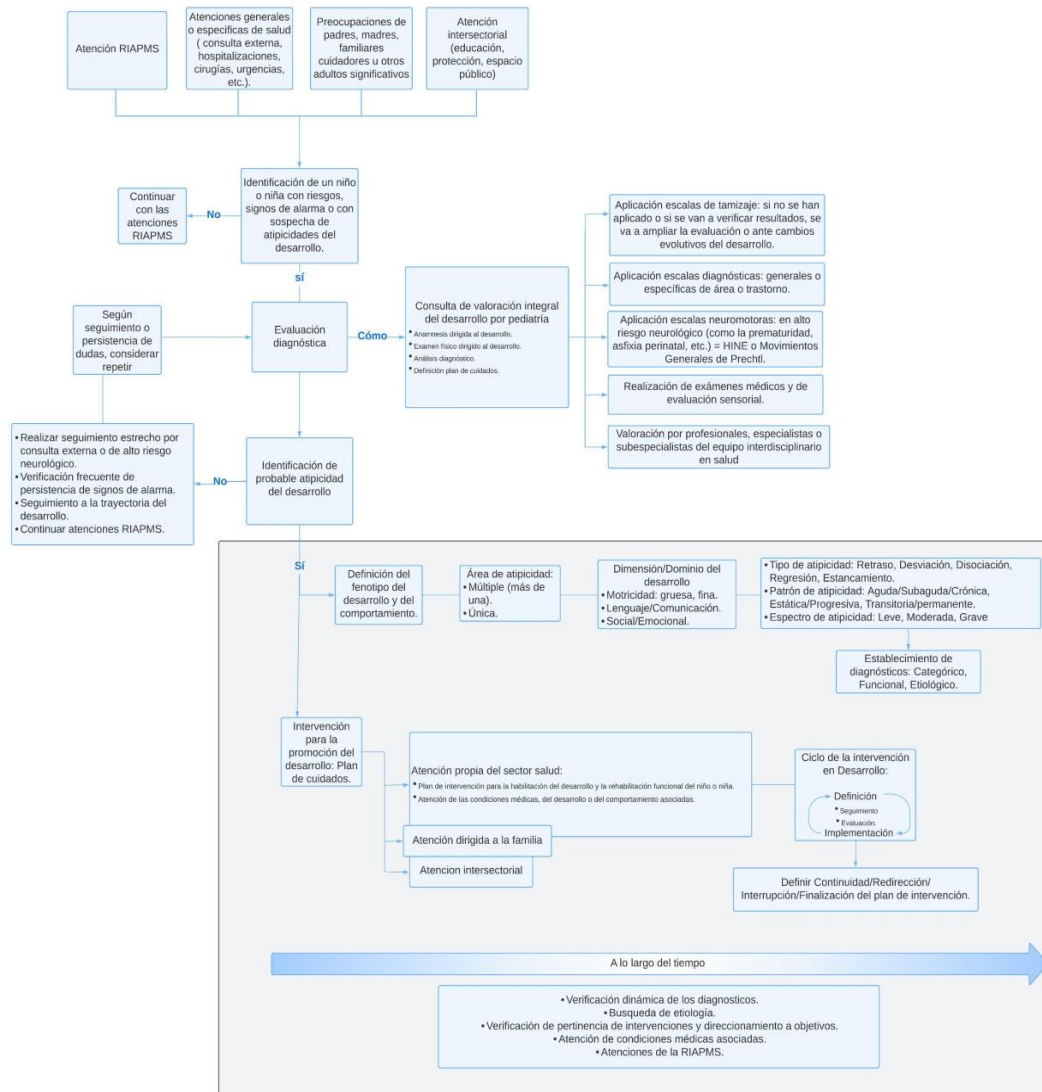 Atención RIAPMS
Atenciones generales
o especificas de salud
( consulta externa,
hospitalizaciones,
cirugías, urgencias,
etc.).
Preocupaciones de
padres, madres,
familiares
cuidadores u otros
adultos significativos
Atención
intersectorial
(educación,
protección, espacio
público)
Identificación de un niño
o niña con riesgos,
signos de alarma o con
sospecha de
atipicidades del
desarrollo.
No
Continuar
con las
atenciones
RIAPMS
sí
Según
seguimiento o
persistencia de
dudas, considerar
repetir
Evaluación
diagnóstica
Cómo
Consulta de valoración integral
del desarrollo por pediatría
• Anamnesis dirigida al desarrollo.
• Examen físico dirigido al desarrollo.
• Análisis diagnóstico.
• Definición plan de cuidados.
Aplicación escalas de tamizaje: si no se han
aplicado o si se van a verificar resultados, se
va a ampliar la evaluación o ante cambios
evolutivos del desarrollo.
Aplicación escalas diagnósticas: generales o
específicas de área o trastorno.
Aplicación escalas neuromotoras: en alto
riesgo neurológico (como la prematuridad,
asfixia perinatal, etc.) = HINE o Movimientos
Generales de Prechtl.
Realización de exámenes médicos y de
evaluación sensorial.
Valoración por profesionales, especialistas o
subespecialistas del equipo interdisciplinario
en salud
• Realizar seguimiento estrecho por
consulta externa o de alto riesgo
neurológico.
• Verificación frecuente de
persistencia de signos de alarma.
• Seguimiento a la trayectoria del
desarrollo.
• Continuar atenciones RIAPMS.
No
Identificación de
probable atipicidad
del desarrollo
Sí
Definición del
fenotipo del
desarrollo y del
comportamiento.
Área de atipicidad:
• Múltiple (más de
una).
• Única.
Dimensión/Dominio del
desarrollo
Motricidad: gruesa, fina.
Lenguaje/Comunicación.
Social/Emocional.
• Tipo de atipicidad: Retraso, Desviación, Disociación,
Regresión, Estancamiento.
• Patrón de atipicidad: Aguda/Subaguda/Crónica,
Estática/Progresiva, Transitoria/permanente.
• Espectro de atipicidad: Leve, Moderada, Grave
Establecimiento de
diagnósticos: Categórico,
Funcional, Etiológico.
Intervención
para la
promoción del
desarrollo: Plan
de cuidados.
Atención propia del sector salud:
• Plan de intervención para la habilitación del desarrollo y la rehabilitación funcional del niño o niña.
• Atención de las condiciones médicas, del desarrollo o del comportamiento asociadas.
Atención dirigida a la familia
Atencion intersectorial
Ciclo de la intervención
en Desarrollo:
Definición
• Seguimiento
• Evaluación.
Implementación
Definir Continuidad/Redirección/
Interrupción/Finalización del plan de intervención.
A lo largo del tiempo
• Verificación dinámica de los diagnosticos.
• Busqueda de etiología.
• Verificación de pertinencia de intervenciones y direccionamiento a objetivos.
• Atención de condiciones médicas asociadas.
• Atenciones de la RIAPMS.